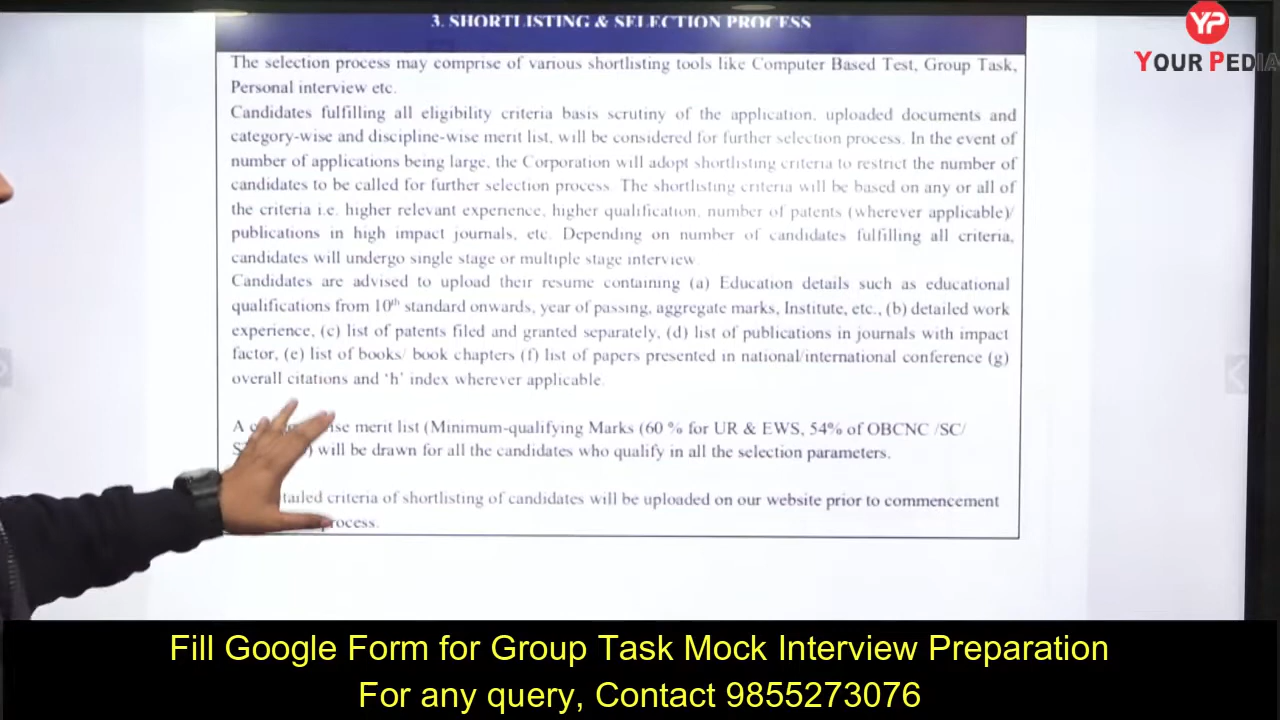 3. SHORTLISTING & SELECTION PROCESS
YP
YOUR PEDIA
The selection process may comprise of various shortlisting tools like Computer Based Test, Group Task,
Personal interview etc.
Candidates fulfilling all eligibility criteria basis scrutiny of the application, uploaded documents and
category-wise and discipline-wise merit list, will be considered for further selection process. In the event of
number of applications being large, the Corporation will adopt shortlisting criteria to restrict the number of
candidates to be called for further selection process. The shortlisting criteria will be based on any or all of
the criteria i.e. higher relevant experience, higher qualification, number of patents (wherever applicable)/
publications in high impact journals, etc. Depending on number of candidates fulfilling all criteria,
candidates will undergo single stage or multiple stage interview.
Candidates are advised to upload their resume containing (a) Education details such as educational
qualifications from 10th standard onwards, year of passing, aggregate marks, Institute, etc., (b) detailed work
experience, (c) list of patents filed and granted separately, (d) list of publications in journals with impact
factor, (e) list of books/ book chapters (f) list of papers presented in national/international conference (g)
overall citations and ‘h’ index wherever applicable.
A merit list (Minimum-qualifying Marks (60 % for UR & EWS, 54% of OBCNC /SC/
will be drawn for all the candidates who qualify in all the selection parameters.
criteria of shortlisting of candidates will be uploaded on our website prior to commencement
process.
Fill Google Form for Group Task Mock Interview Preparation
For any query, Contact 9855273076